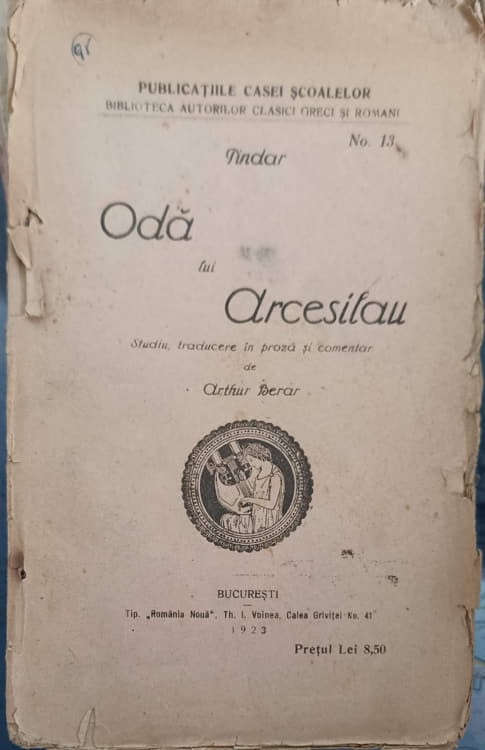 gr
PUBLICAȚIILE CASEI ȘCOALELOR
BIBLIOTECA AUTORILOR CLASICI GRECI ȘI ROMANI
No. 13
Pindar
Odă
lui
Arcesilau
Studiu, traducere în proză și comentar
de
Arthur Berar
BUCUREȘTI
Tip. „România Nouă“, Th. I. Voinea, Calea Griviței No. 41
1923
Prețul Lei 8,50